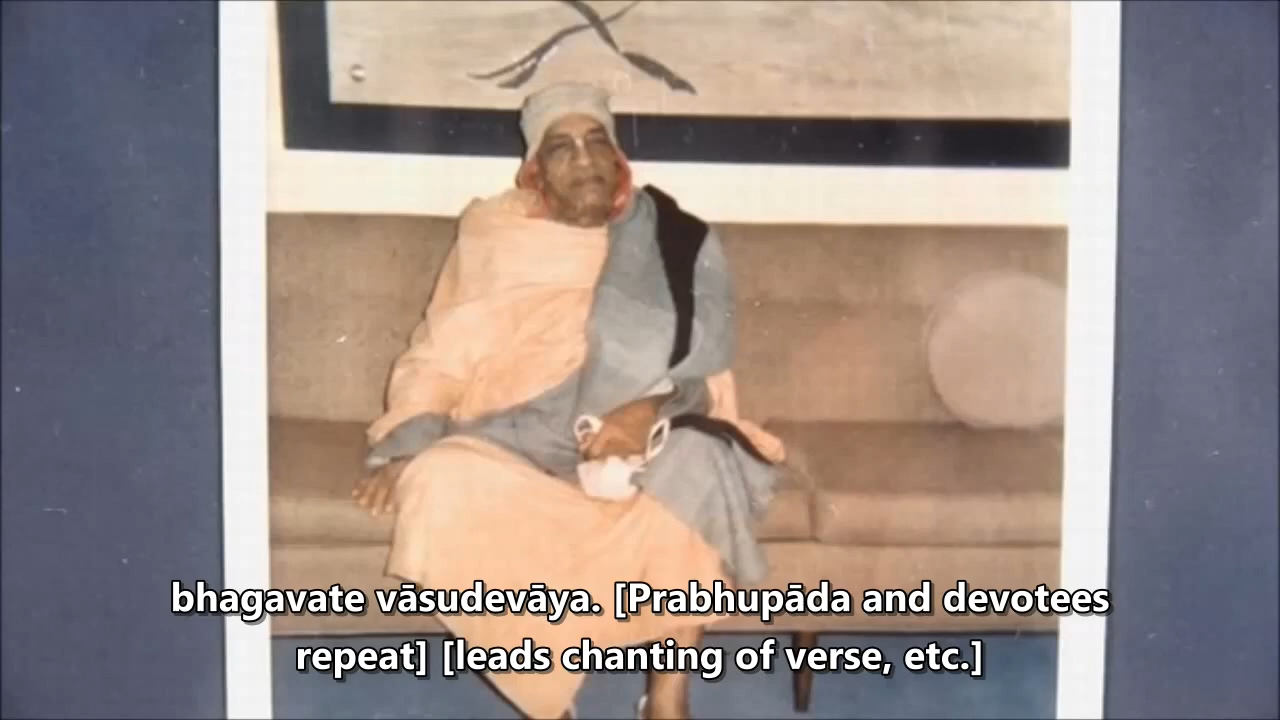 bhagavate vāsudevāya. [Prabhupāda and devotees
repeat] [leads chanting of verse, etc.]